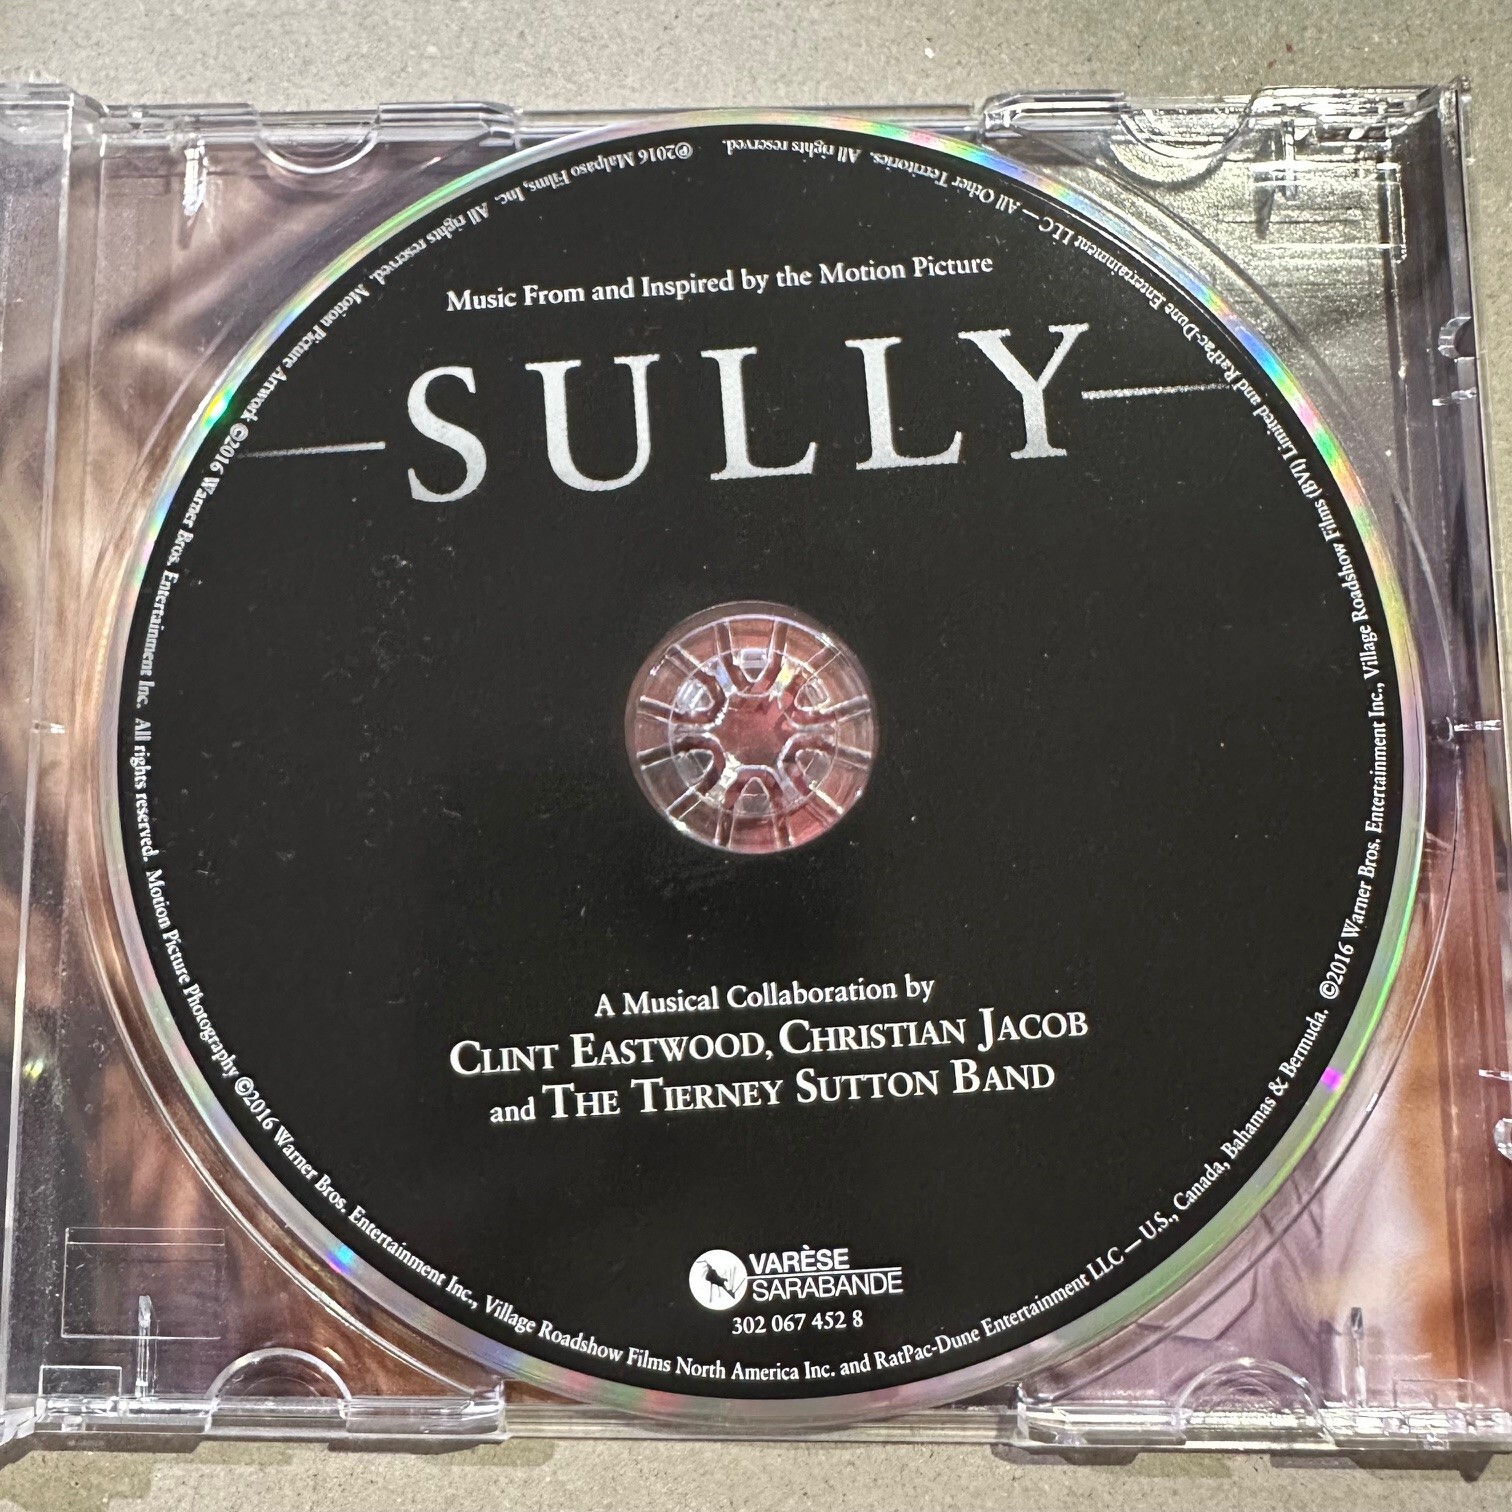 Music From and Inspired by the Motion Picture
SULLY
A Musical Collaboration by
CLINT EASTWOOD, CHRISTIAN JACOB
and THE TIERNEY SUTTON BAND
VARÈSE
SARABANDE
302 067 452 8
℗2016 Malpaso Films, Inc. All rights reserved. Motion Picture Artwork ©2016 Warner Bros. Entertainment Inc. All rights reserved. Motion Picture Photography ©2016 Warner Bros. Entertainment Inc., Village Roadshow Films North America Inc. and RatPac-Dune Entertainment LLC — U.S., Canada, Bahamas & Bermuda. ©2016 Warner Bros. Entertainment Inc., Village Roadshow Films (BVI) Limited and RatPac-Dune Entertainment LLC — All Other Territories. All rights reserved.